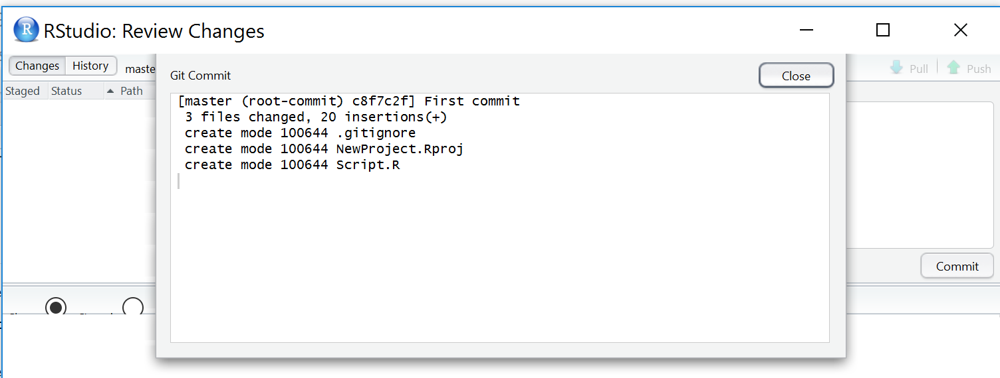 R RStudio: Review Changes
Changes History maste
Pull Push
Staged Status Path
Git Commit
Close
[master (root-commit) c8f7c2f] First commit
3 files changed, 20 insertions(+)
create mode 100644 .gitignore
create mode 100644 NewProject.Rproj
create mode 100644 Script.R
Commit